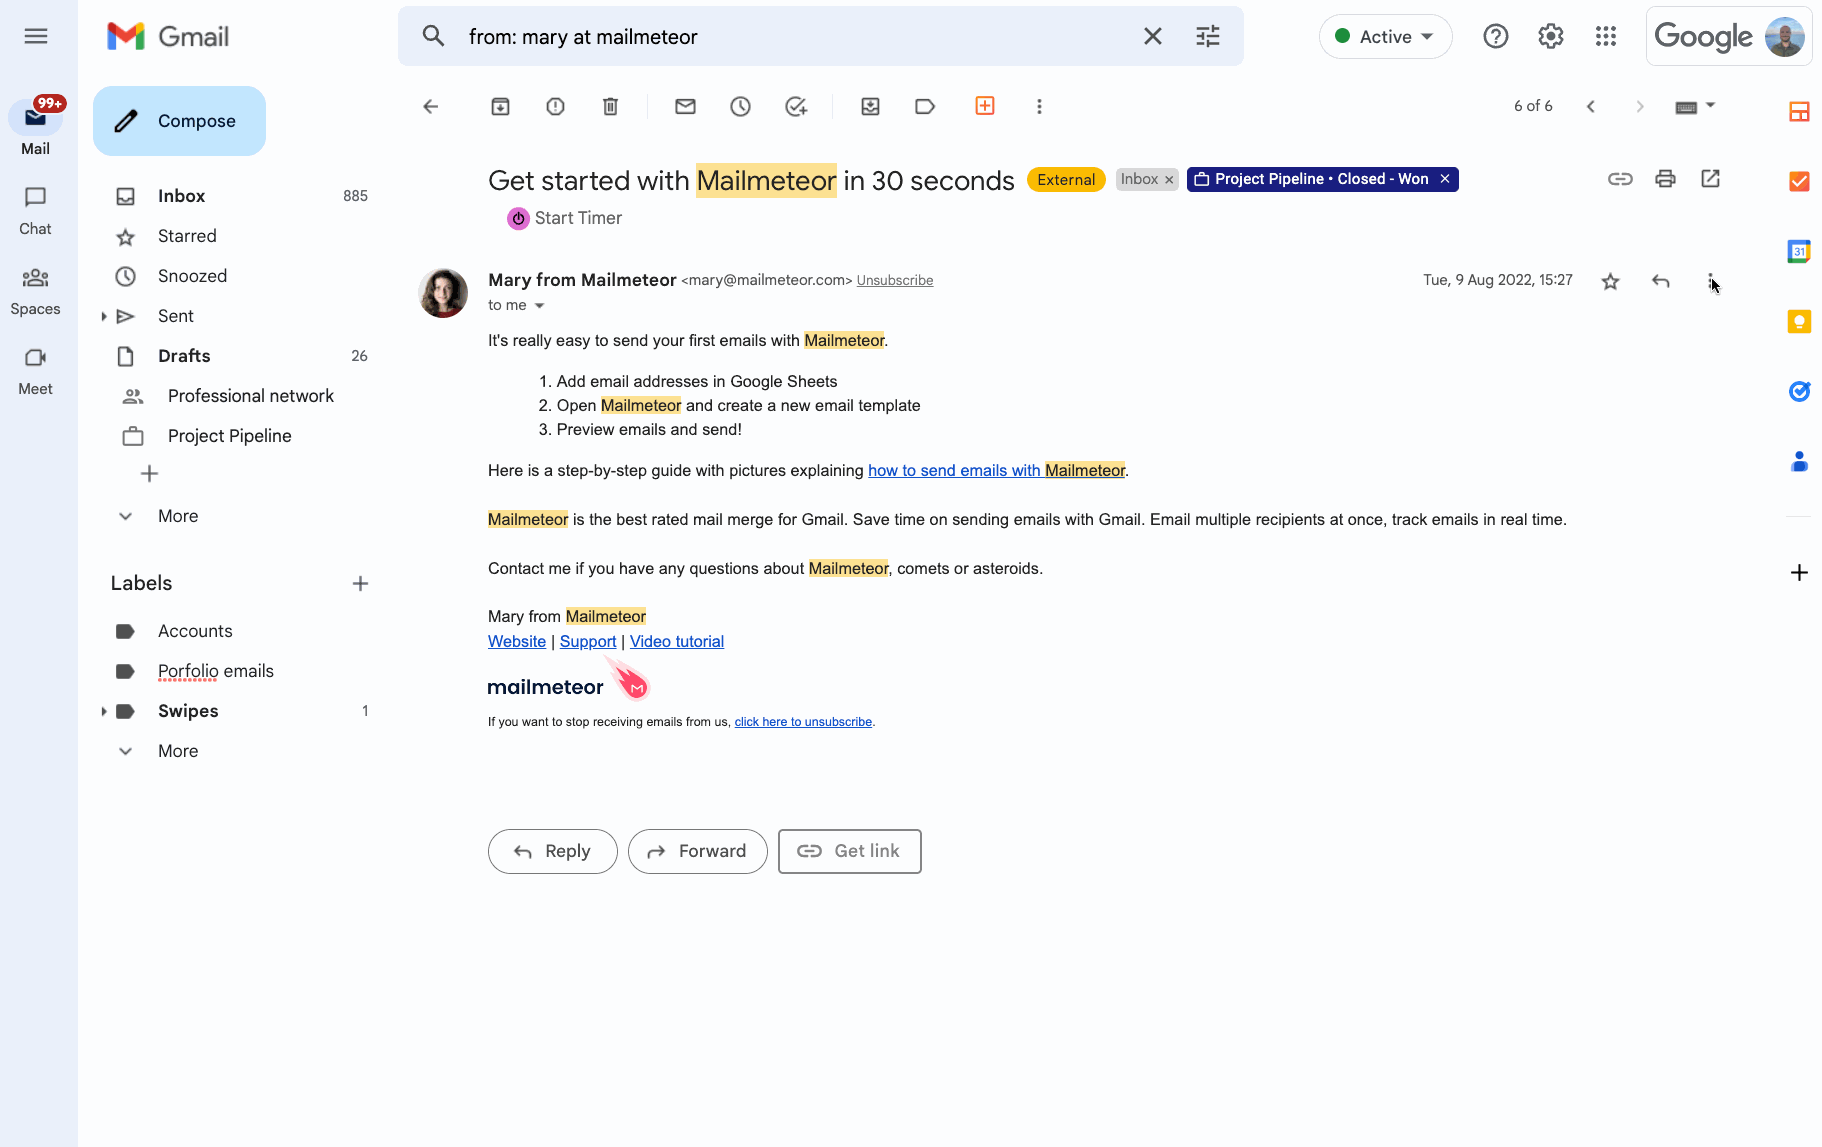 Gmail
from: mary at mailmeteor
Active
Google
99+
Mail
Chat
Spaces
Meet
Compose
Inbox 885
Starred
Snoozed
Sent
Drafts 26
Professional network
Project Pipeline
More
Labels
Accounts
Porfolio emails
Swipes 1
More
6 of 6
Get started with Mailmeteor in 30 seconds External Inbox × Project Pipeline • Closed - Won ×
Start Timer
Mary from Mailmeteor <mary@mailmeteor.com> Unsubscribe Tue, 9 Aug 2022, 15:27
to me
It's really easy to send your first emails with Mailmeteor.
1. Add email addresses in Google Sheets
2. Open Mailmeteor and create a new email template
3. Preview emails and send!
Here is a step-by-step guide with pictures explaining how to send emails with Mailmeteor.
Mailmeteor is the best rated mail merge for Gmail. Save time on sending emails with Gmail. Email multiple recipients at once, track emails in real time.
Contact me if you have any questions about Mailmeteor, comets or asteroids.
Mary from Mailmeteor
Website | Support | Video tutorial
mailmeteor
M
If you want to stop receiving emails from us, click here to unsubscribe.
Reply Forward Get link
31